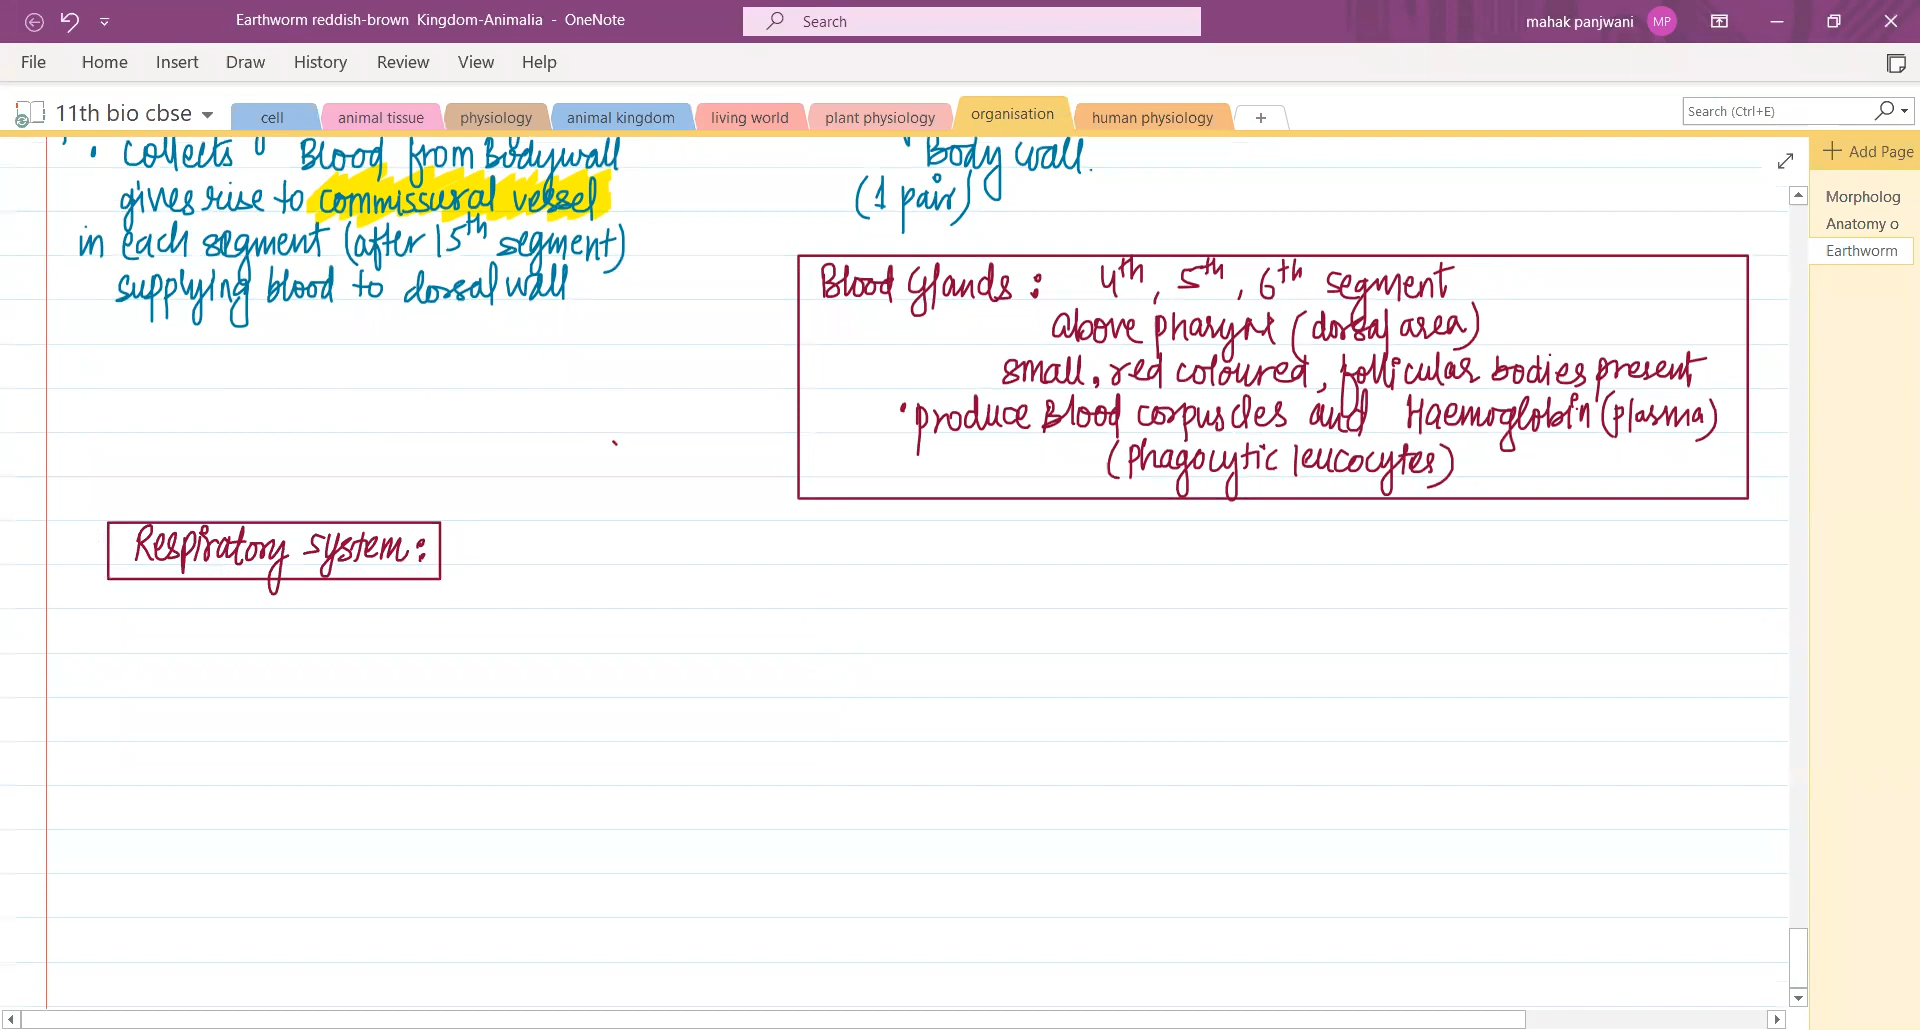 Earthworm reddish-brown Kingdom-Animalia - OneNote
Search
mahak panjwani
MP
File Home Insert Draw History Review View Help
11th bio cbse
cell
animal tissue
physiology
animal kingdom
living world
plant physiology
organisation
human physiology
+
Search (Ctrl+E)
Add Page
Morpholog
Anatomy o
Earthworm
• Collects Blood from Bodywall
gives rise to commissural vessel
in each segment (after 15th segment)
supplying blood to dorsal wall
• Body wall.
(1 pair)
Blood Glands : 4th, 5th, 6th segment
above pharynx (dorsal area)
small, red coloured, follicular bodies present
• produce Blood corpuscles and Haemoglobin (plasma)
(phagocytic leucocytes)
Respiratory system :